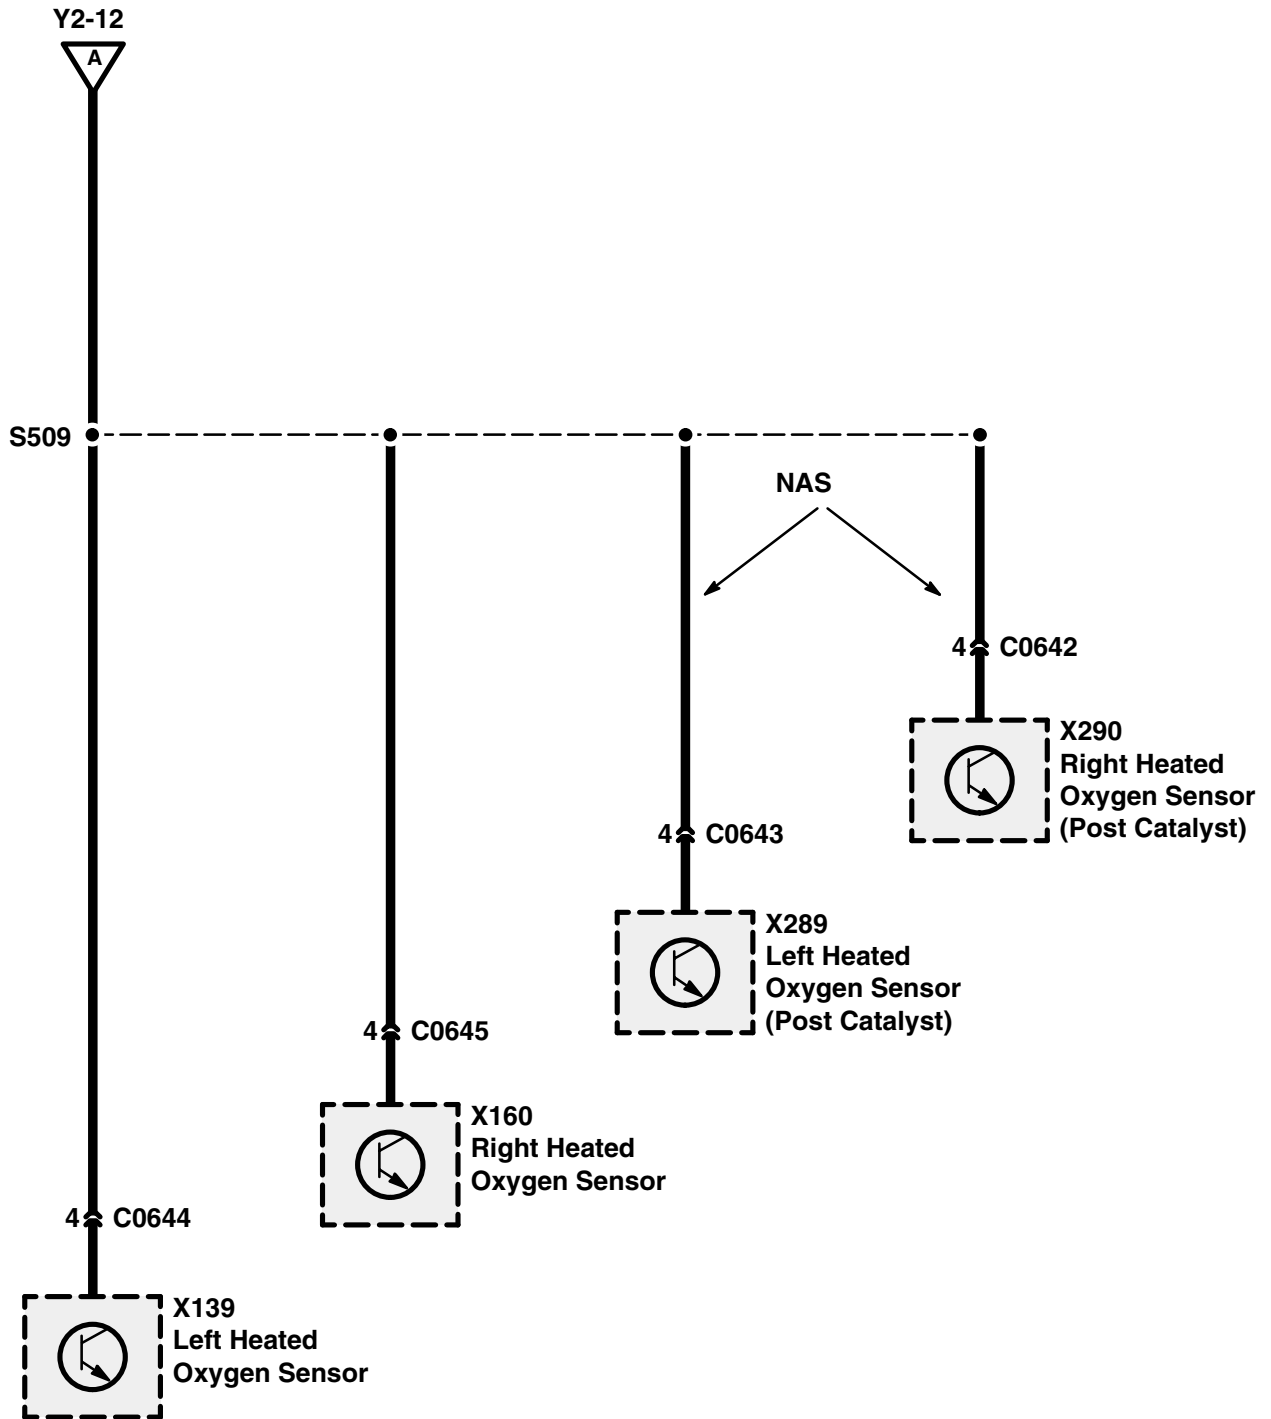 Y2-12
A
S509
NAS
4 C0642
X290
Right Heated
Oxygen Sensor
(Post Catalyst)
4 C0643
X289
Left Heated
Oxygen Sensor
(Post Catalyst)
4 C0645
X160
Right Heated
Oxygen Sensor
4 C0644
X139
Left Heated
Oxygen Sensor